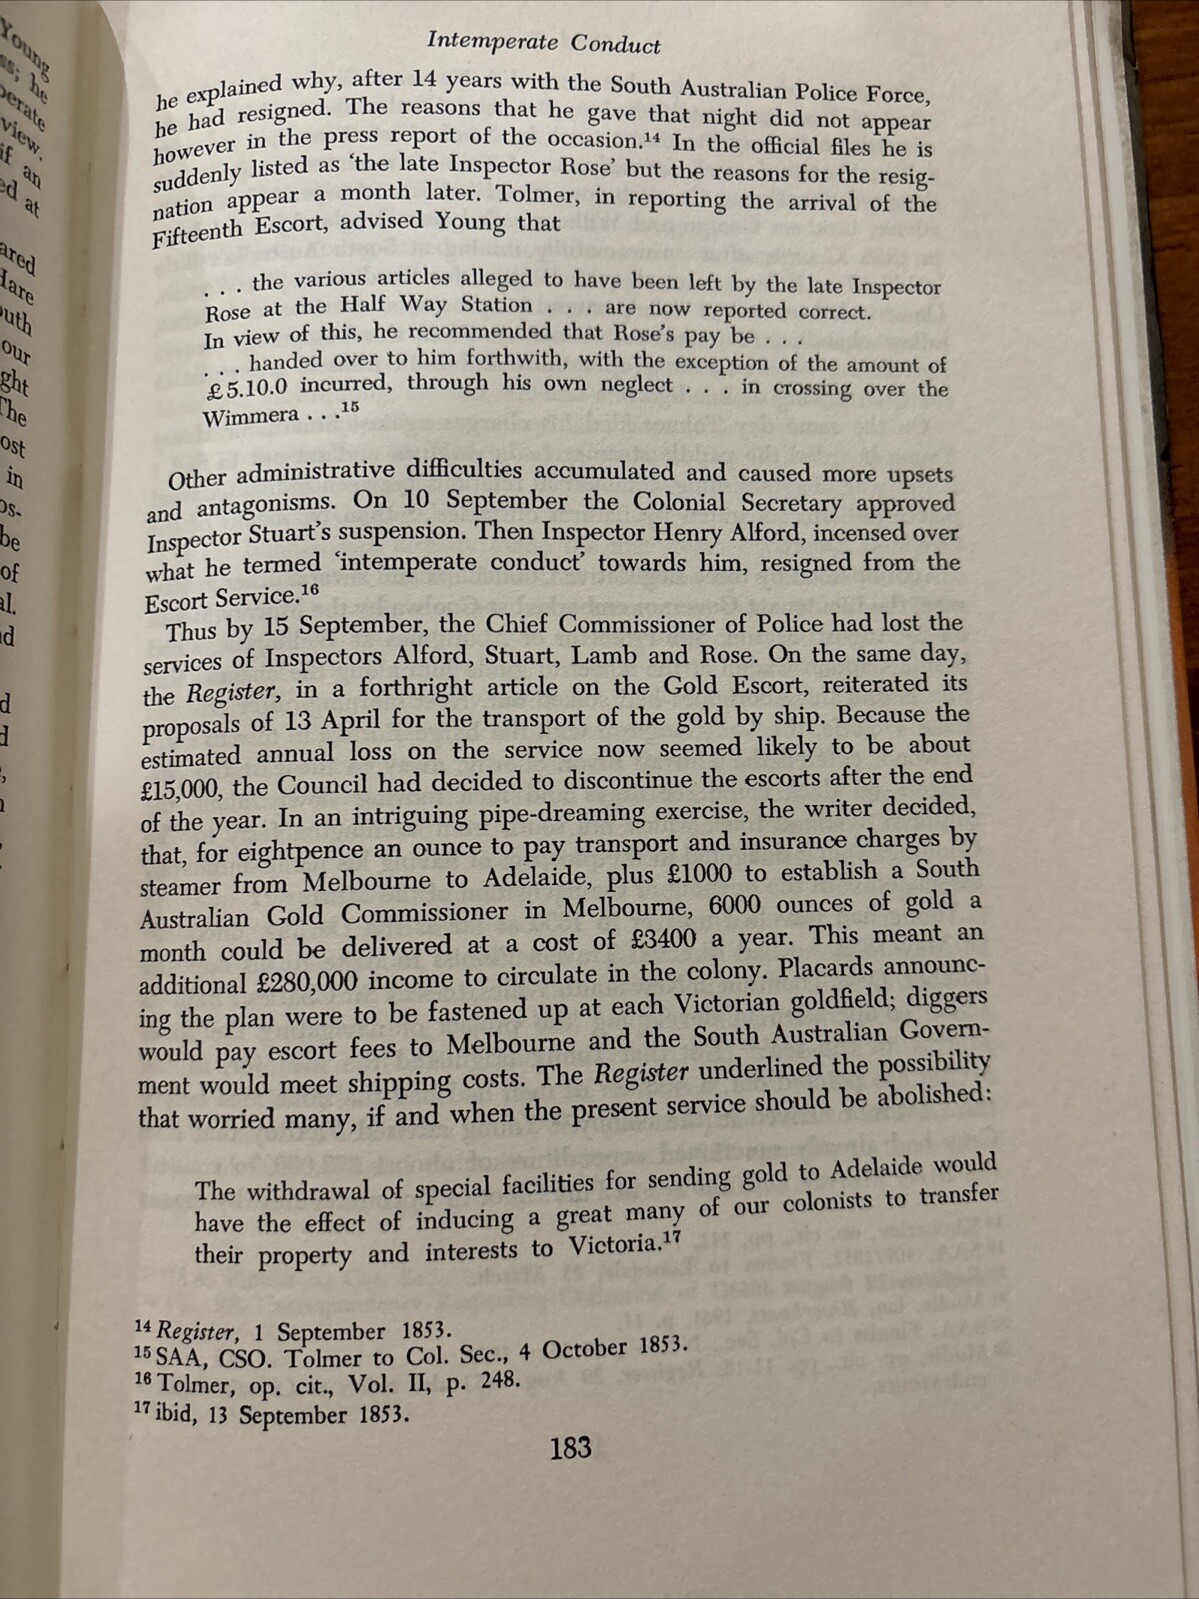 Young
ss; he
perate
view.
if an
ed at
ared
Hare
outh
our
ght
The
ost
in
os-
be
of
al.
d
d
Intemperate Conduct
he explained why, after 14 years with the South Australian Police Force,
he had resigned. The reasons that he gave that night did not appear
however in the press report of the occasion.¹⁴ In the official files he is
suddenly listed as 'the late Inspector Rose' but the reasons for the resig-
nation appear a month later. Tolmer, in reporting the arrival of the
Fifteenth Escort, advised Young that
. . . the various articles alleged to have been left by the late Inspector
Rose at the Half Way Station . . . are now reported correct.
In view of this, he recommended that Rose's pay be . . .
. . . handed over to him forthwith, with the exception of the amount of
£5.10.0 incurred, through his own neglect . . . in crossing over the
Wimmera . . .¹⁵
Other administrative difficulties accumulated and caused more upsets
and antagonisms. On 10 September the Colonial Secretary approved
Inspector Stuart's suspension. Then Inspector Henry Alford, incensed over
what he termed 'intemperate conduct' towards him, resigned from the
Escort Service.¹⁶
Thus by 15 September, the Chief Commissioner of Police had lost the
services of Inspectors Alford, Stuart, Lamb and Rose. On the same day,
the Register, in a forthright article on the Gold Escort, reiterated its
proposals of 13 April for the transport of the gold by ship. Because the
estimated annual loss on the service now seemed likely to be about
£15,000, the Council had decided to discontinue the escorts after the end
of the year. In an intriguing pipe-dreaming exercise, the writer decided,
that, for eightpence an ounce to pay transport and insurance charges by
steamer from Melbourne to Adelaide, plus £1000 to establish a South
Australian Gold Commissioner in Melbourne, 6000 ounces of gold a
month could be delivered at a cost of £3400 a year. This meant an
additional £280,000 income to circulate in the colony. Placards announc-
ing the plan were to be fastened up at each Victorian goldfield; diggers
would pay escort fees to Melbourne and the South Australian Govern-
ment would meet shipping costs. The Register underlined the possibility
that worried many, if and when the present service should be abolished:
The withdrawal of special facilities for sending gold to Adelaide would
have the effect of inducing a great many of our colonists to transfer
their property and interests to Victoria.¹⁷
¹⁴ Register, 1 September 1853.
¹⁵ SAA, CSO. Tolmer to Col. Sec., 4 October 1853.
¹⁶ Tolmer, op. cit., Vol. II, p. 248.
¹⁷ ibid, 13 September 1853.
183